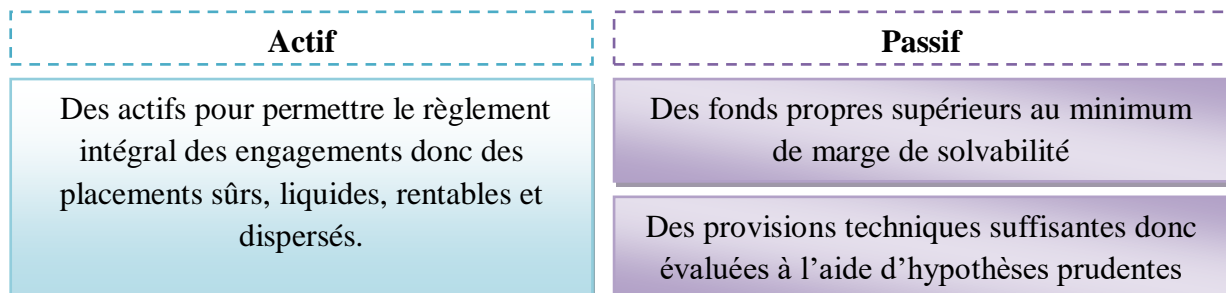 Actif
Des actifs pour permettre le règlement
intégral des engagements donc des
placements sûrs, liquides, rentables et
dispersés.
Passif
Des fonds propres supérieurs au minimum
de marge de solvabilité
Des provisions techniques suffisantes donc
évaluées à l’aide d’hypothèses prudentes